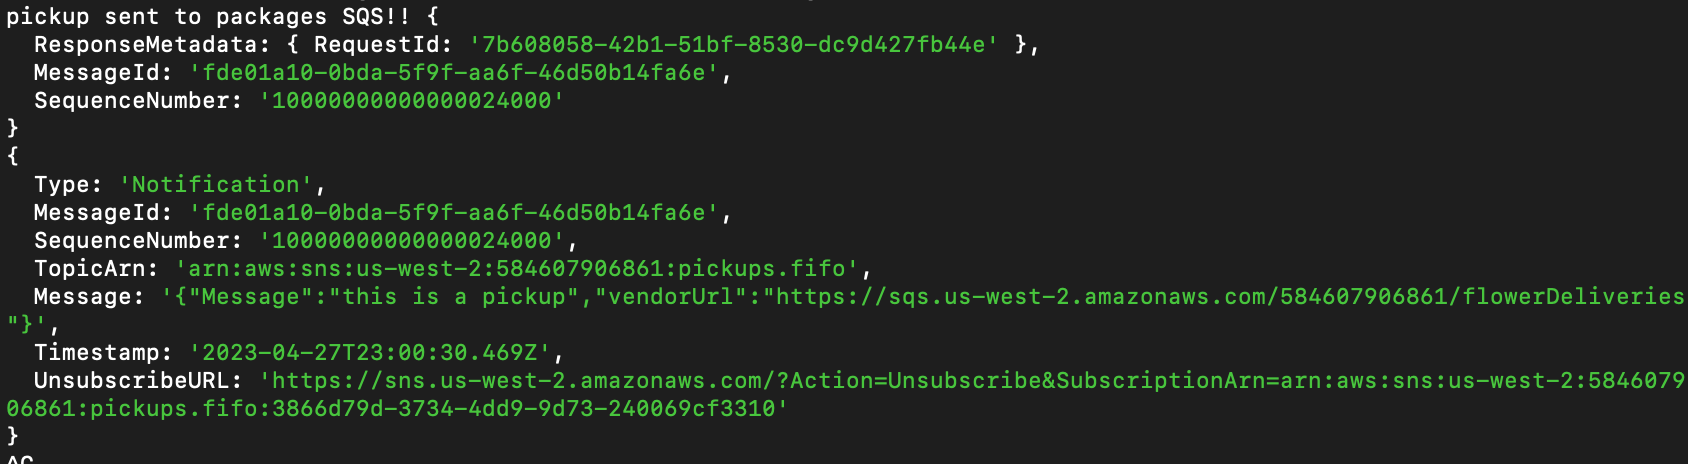 pickup sent to packages SQS!! {
  ResponseMetadata: { RequestId: '7b608058-42b1-51bf-8530-dc9d427fb44e' },
  MessageId: 'fde01a10-0bda-5f9f-aa6f-46d50b14fa6e',
  SequenceNumber: '10000000000000024000'
}
{
  Type: 'Notification',
  MessageId: 'fde01a10-0bda-5f9f-aa6f-46d50b14fa6e',
  SequenceNumber: '10000000000000024000',
  TopicArn: 'arn:aws:sns:us-west-2:584607906861:pickups.fifo',
  Message: '{"Message":"this is a pickup","vendorUrl":"https://sqs.us-west-2.amazonaws.com/584607906861/flowerDeliveries
"}',
  Timestamp: '2023-04-27T23:00:30.469Z',
  UnsubscribeURL: 'https://sns.us-west-2.amazonaws.com/?Action=Unsubscribe&SubscriptionArn=arn:aws:sns:us-west-2:5846079
06861:pickups.fifo:3866d79d-3734-4dd9-9d73-240069cf3310'
}
^C